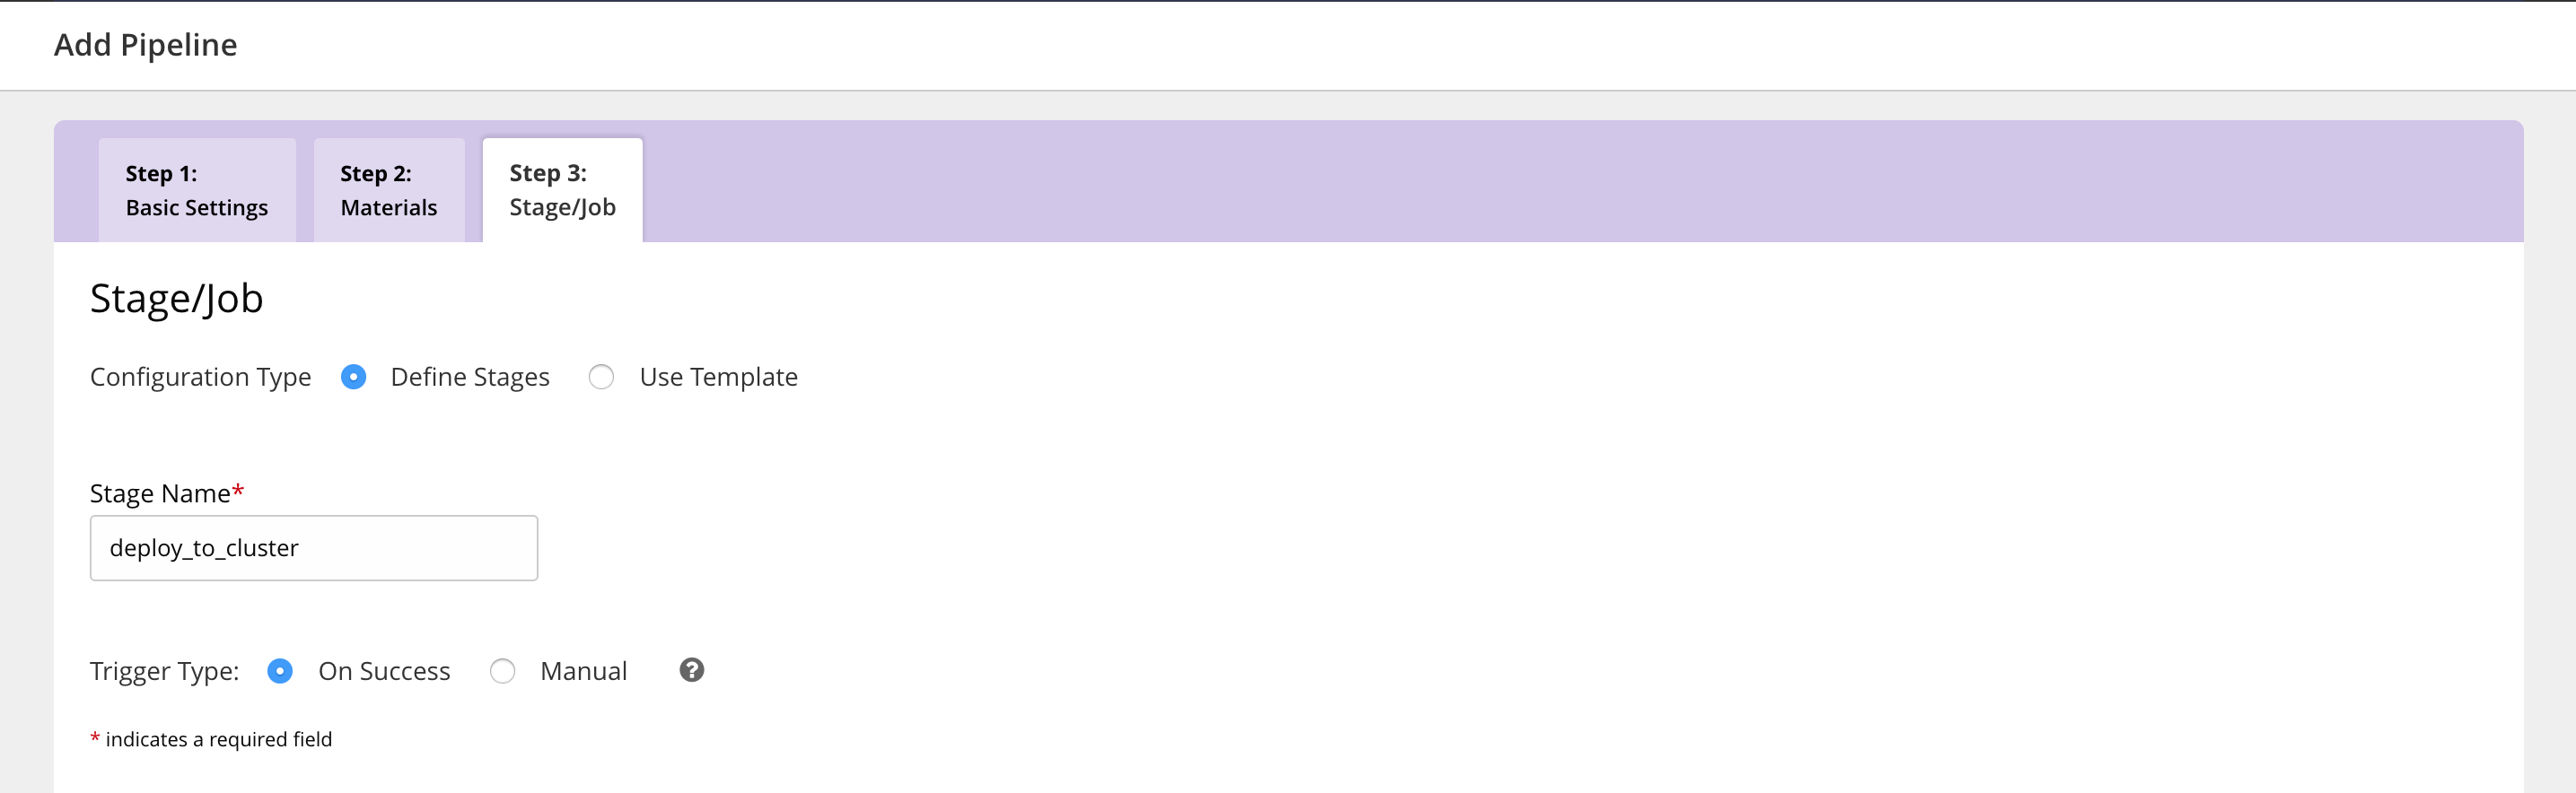 Add Pipeline
Step 1:
Basic Settings
Step 2:
Materials
Step 3:
Stage/Job
Stage/Job
Configuration Type Define Stages Use Template
Stage Name*
deploy_to_cluster
Trigger Type: On Success Manual ?
* indicates a required field